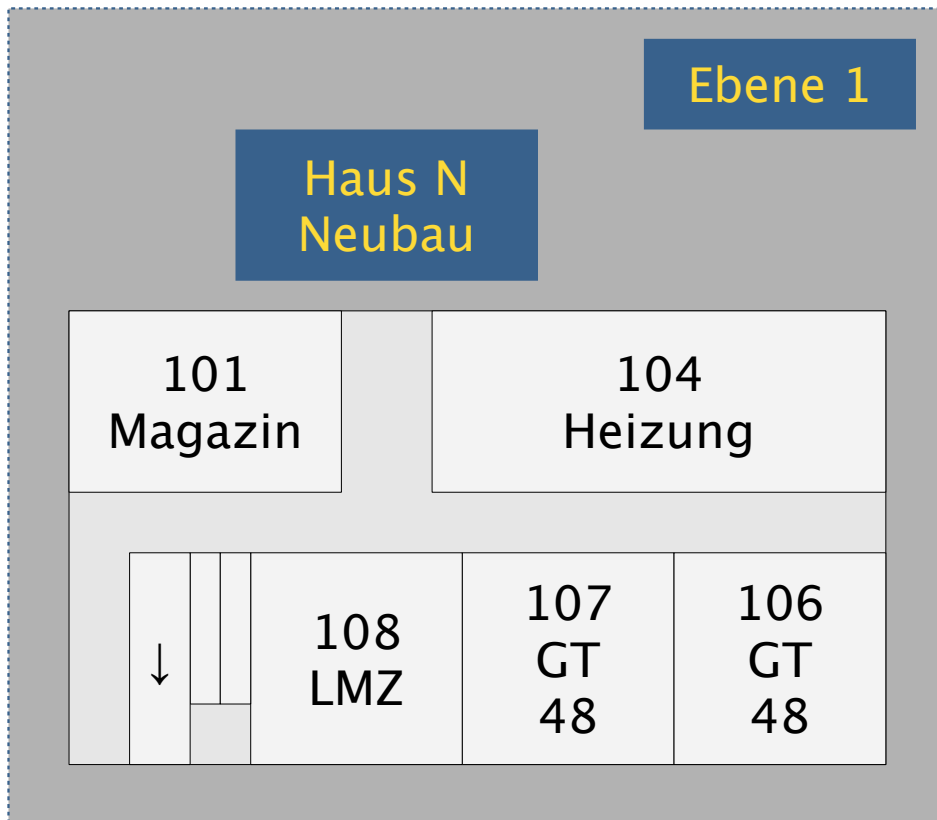 Ebene 1
Haus N
Neubau
101
Magazin
104
Heizung
↓
108
LMZ
107
GT
48
106
GT
48